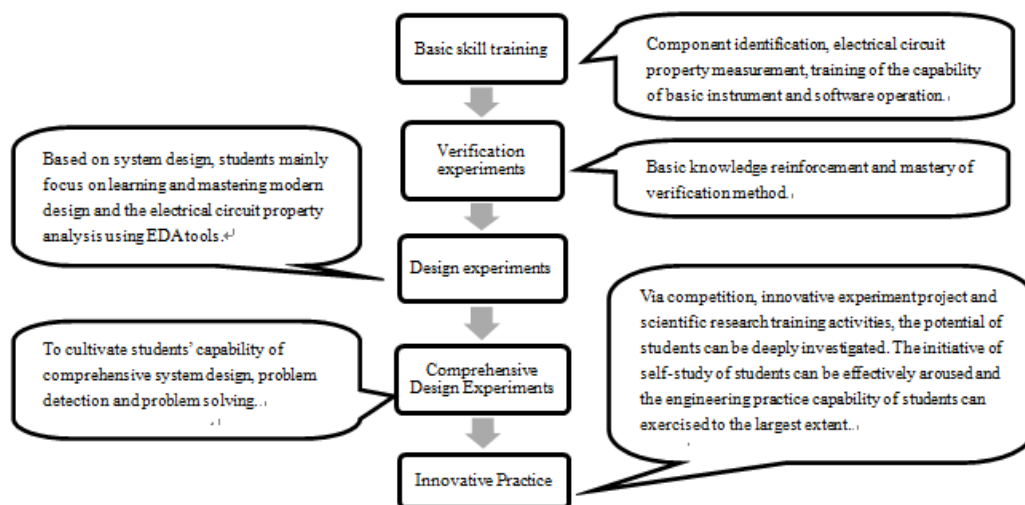 Basic skill training
Component identification, electrical circuit
property measurement, training of the capability
of basic instrument and software operation.
Verification
experiments
Based on system design, students mainly
focus on learning and mastering modern
design and the electrical circuit property
analysis using EDA tools.
Basic knowledge reinforcement and mastery of
verification method.
Design experiments
Via competition, innovative experiment project and
scientific research training activities, the potential of
students can be deeply investigated. The initiative of
self-study of students can be effectively aroused and
the engineering practice capability of students can
exercised to the largest extent..
To cultivate students’ capability of
comprehensive system design, problem
detection and problem solving..
Comprehensive
Design Experiments
Innovative Practice